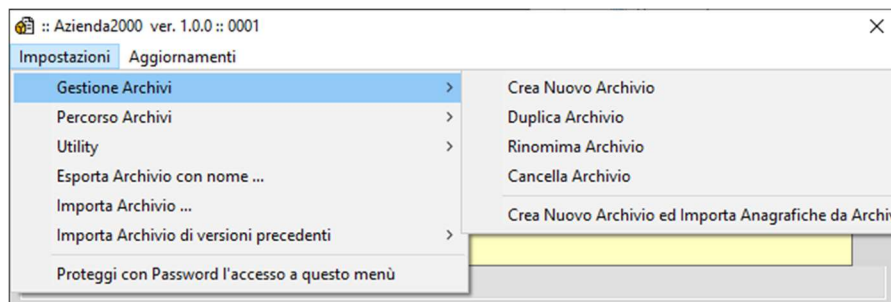 :: Azienda2000 ver. 1.0.0 :: 0001
Impostazioni Aggiornamenti
Gestione Archivi
Percorso Archivi
Utility
Esporta Archivio con nome ...
Importa Archivio ...
Importa Archivio di versioni precedenti
Proteggi con Password l'accesso a questo menù
Crea Nuovo Archivio
Duplica Archivio
Rinomima Archivio
Cancella Archivio
Crea Nuovo Archivio ed Importa Anagrafiche da Archiv